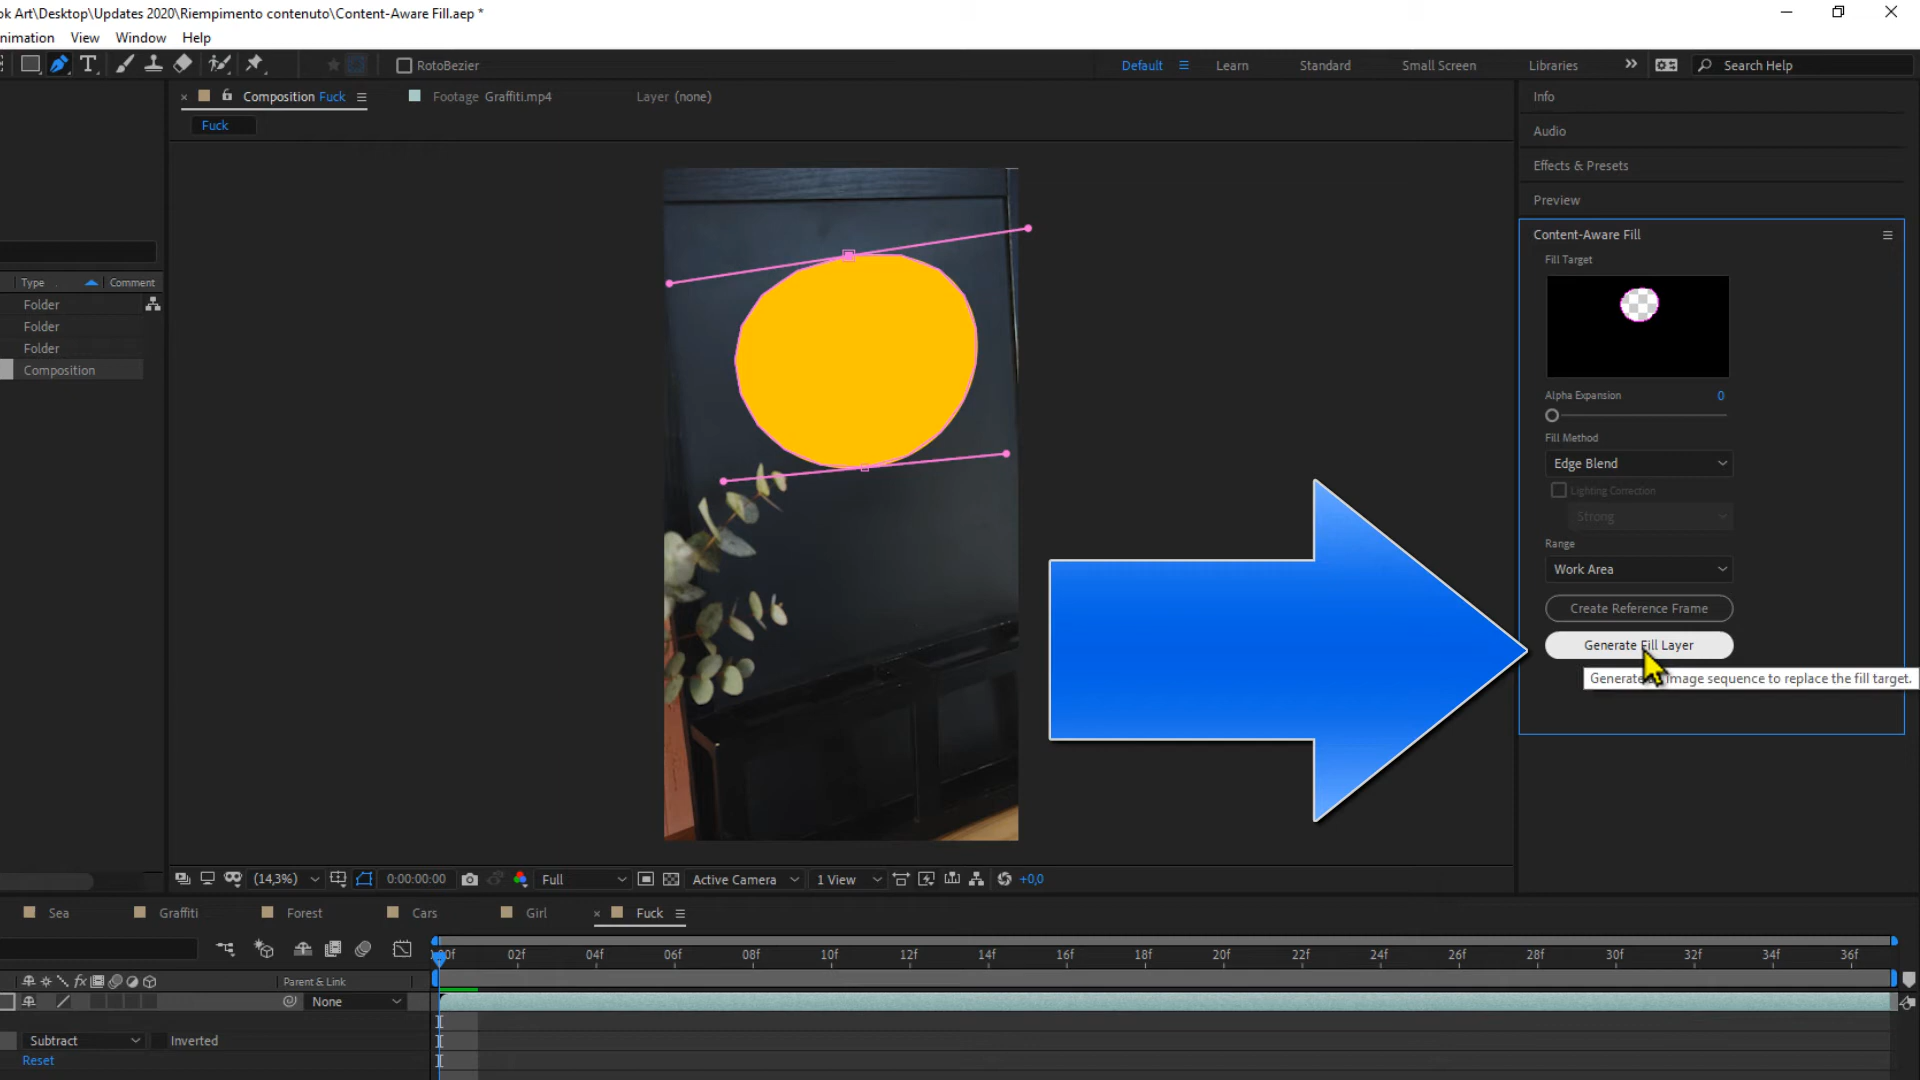 ok Art\Desktop\Updates 2020\Riempimento contenuto\Content-Aware Fill.aep *
nimation View Window Help
T RotoBezier Default Learn Standard Small Screen Libraries » Search Help
× Composition Fuck Footage Graffiti.mp4 Layer (none)
Fuck
Info
Audio
Effects & Presets
Preview
Content-Aware Fill
Fill Target
Alpha Expansion 0
Fill Method
Edge Blend
Lighting Correction
Strong
Range
Work Area
Create Reference Frame
Generate Fill Layer
Generate image sequence to replace the fill target.
Type Comment
Folder
Folder
Folder
Composition
(14,3%) 0:00:00:00 Full Active Camera 1 View +0,0
Sea Graffiti Forest Cars Girl × Fuck
00f 02f 04f 06f 08f 10f 12f 14f 16f 18f 20f 22f 24f 26f 28f 30f 32f 34f 36f
fx Parent & Link
None
Subtract Inverted
Reset